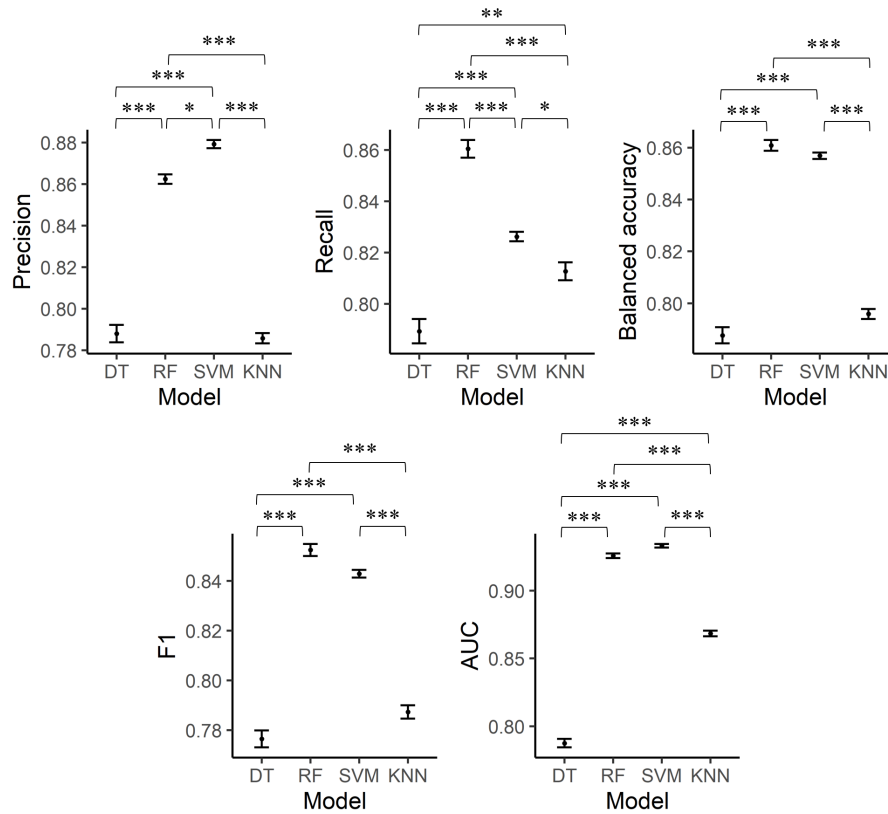 ***
***
*** * ***
Precision
0.88
0.86
0.84
0.82
0.80
0.78
DT RF SVM KNN
Model
**
***
***
*** *** *
Recall
0.86
0.84
0.82
0.80
DT RF SVM KNN
Model
***
***
*** ***
Balanced accuracy
0.86
0.84
0.82
0.80
DT RF SVM KNN
Model
***
***
*** ***
F1
0.84
0.82
0.80
0.78
DT RF SVM KNN
Model
***
***
***
*** ***
AUC
0.90
0.85
0.80
DT RF SVM KNN
Model